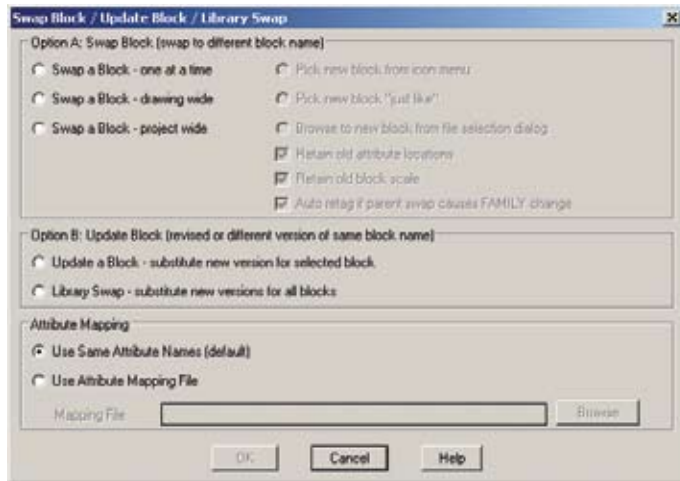 Swap Block / Update Block / Library Swap
Option A: Swap Block (swap to different block name)
Swap a Block - one at a time
Pick new block from icon menu
Swap a Block - drawing wide
Pick new block "just like"
Swap a Block - project wide
Browse to new block from file selection dialog
Retain old attribute locations
Retain old block scale
Auto retag if parent swap causes FAMILY change
Option B: Update Block (revised or different version of same block name)
Update a Block - substitute new version for selected block
Library Swap - substitute new versions for all blocks
Attribute Mapping
Use Same Attribute Names (default)
Use Attribute Mapping File
Mapping File
Browse
OK
Cancel
Help